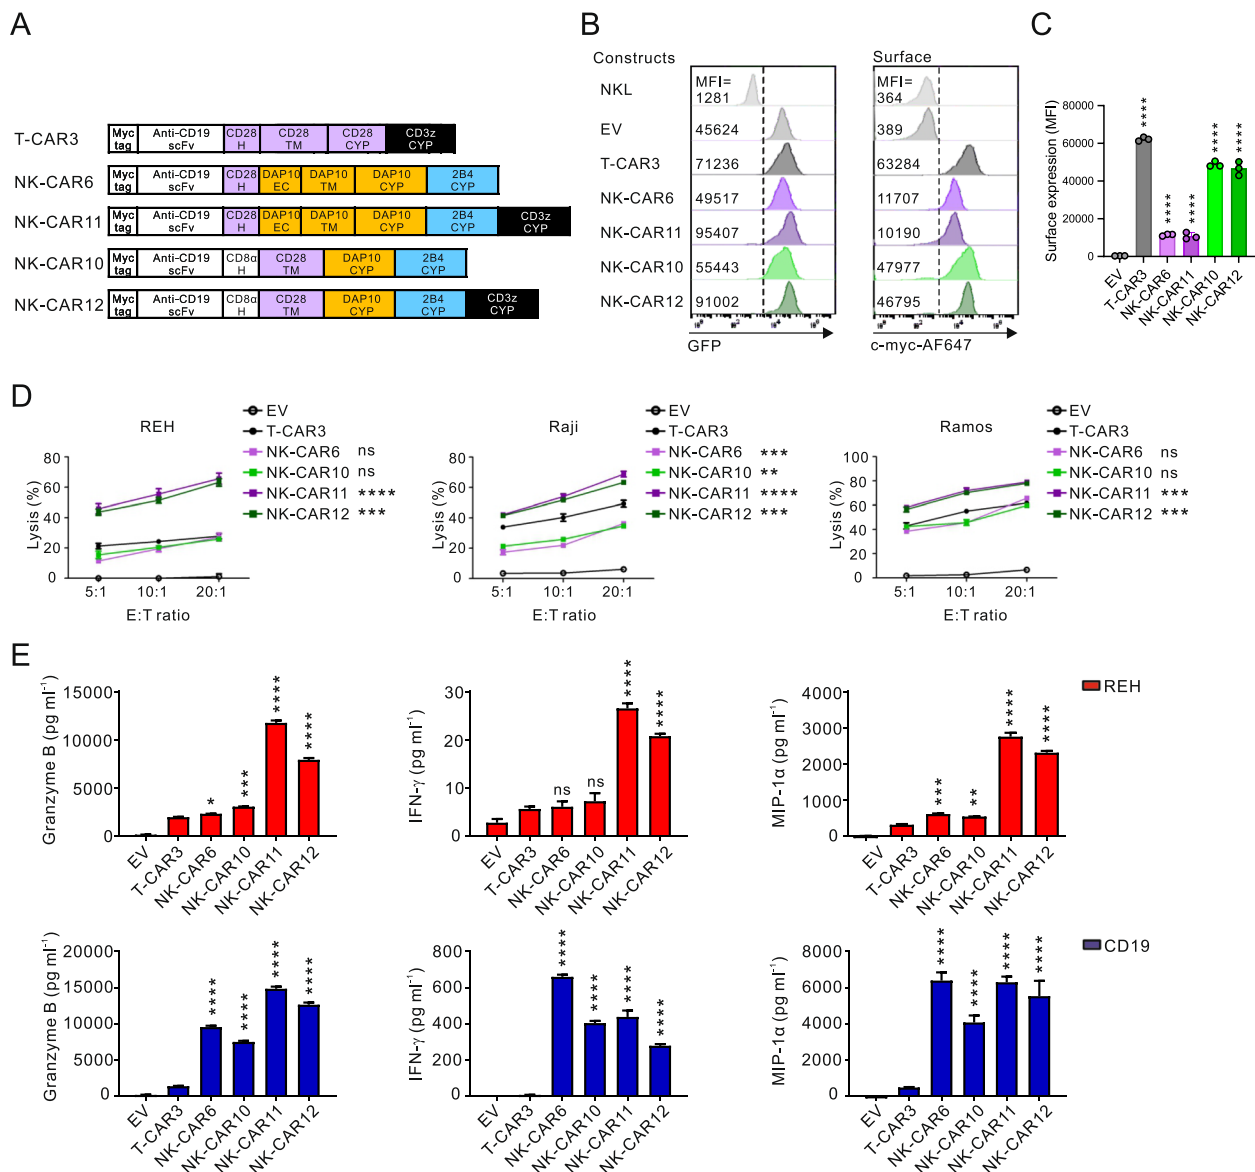 A
T-CAR3
Myc tag
Anti-CD19 scFv
CD28 H
CD28 TM
CD28 CYP
CD3z CYP
NK-CAR6
Myc tag
Anti-CD19 scFv
CD28 H
DAP10 EC
DAP10 TM
DAP10 CYP
2B4 CYP
NK-CAR11
Myc tag
Anti-CD19 scFv
CD28 H
DAP10 EC
DAP10 TM
DAP10 CYP
2B4 CYP
CD3z CYP
NK-CAR10
Myc tag
Anti-CD19 scFv
CD8α H
CD28 TM
DAP10 CYP
2B4 CYP
NK-CAR12
Myc tag
Anti-CD19 scFv
CD8α H
CD28 TM
DAP10 CYP
2B4 CYP
CD3z CYP
B
Constructs
Surface
NKL
MFI= 1281
MFI= 364
EV
45624
389
T-CAR3
71236
63284
NK-CAR6
49517
11707
NK-CAR11
95407
10190
NK-CAR10
55443
47977
NK-CAR12
91002
46795
GFP
c-myc-AF647
C
Surface expression (MFI)
80000
60000
40000
20000
0
****
****
****
****
****
EV
T-CAR3
NK-CAR6
NK-CAR11
NK-CAR10
NK-CAR12
D
REH
Lysis (%)
80
60
40
20
0
5:1
10:1
20:1
E:T ratio
EV
T-CAR3
NK-CAR6 ns
NK-CAR10 ns
NK-CAR11 ****
NK-CAR12 ***
Raji
Lysis (%)
80
60
40
20
0
5:1
10:1
20:1
E:T ratio
EV
T-CAR3
NK-CAR6 ***
NK-CAR10 **
NK-CAR11 ****
NK-CAR12 ***
Ramos
Lysis (%)
100
80
60
40
20
0
5:1
10:1
20:1
E:T ratio
EV
T-CAR3
NK-CAR6 ns
NK-CAR10 ns
NK-CAR11 ***
NK-CAR12 ***
E
Granzyme B (pg ml⁻¹)
15000
10000
5000
0
*
***
****
****
EV
T-CAR3
NK-CAR6
NK-CAR10
NK-CAR11
NK-CAR12
IFN-γ (pg ml⁻¹)
30
20
10
0
ns
ns
****
****
EV
T-CAR3
NK-CAR6
NK-CAR10
NK-CAR11
NK-CAR12
MIP-1α (pg ml⁻¹)
4000
3000
2000
1000
0
***
**
****
****
EV
T-CAR3
NK-CAR6
NK-CAR10
NK-CAR11
NK-CAR12
REH
Granzyme B (pg ml⁻¹)
20000
15000
10000
5000
0
****
****
****
****
EV
T-CAR3
NK-CAR6
NK-CAR10
NK-CAR11
NK-CAR12
IFN-γ (pg ml⁻¹)
800
600
400
200
0
****
****
****
****
EV
T-CAR3
NK-CAR6
NK-CAR10
NK-CAR11
NK-CAR12
MIP-1α (pg ml⁻¹)
8000
6000
4000
2000
0
****
****
****
****
EV
T-CAR3
NK-CAR6
NK-CAR10
NK-CAR11
NK-CAR12
CD19